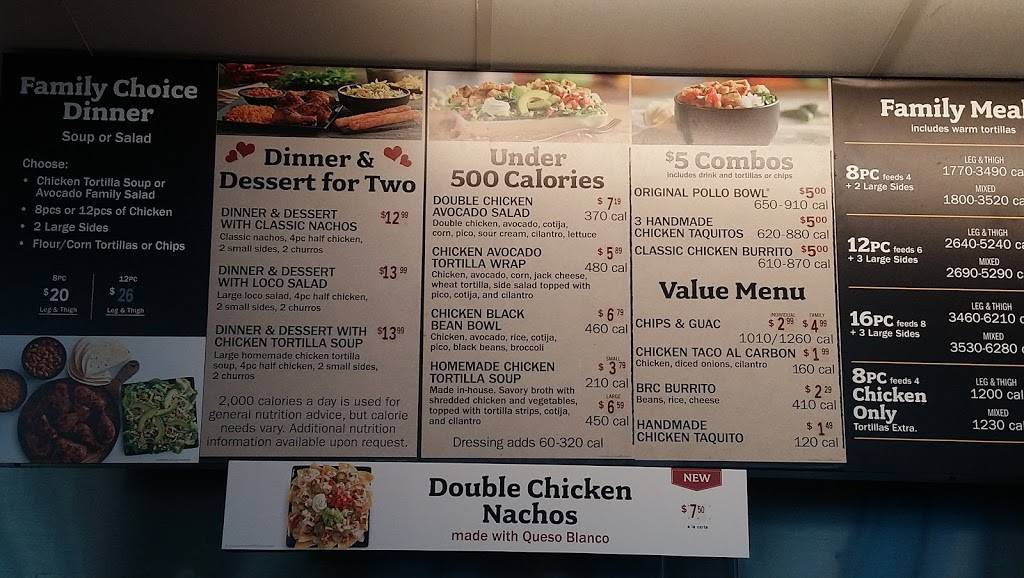 Family Choice
Dinner
Soup or Salad
Choose:
• Chicken Tortilla Soup or
Avocado Family Salad
• 8pcs or 12pcs of Chicken
• 2 Large Sides
• Flour/Corn Tortillas or Chips
8PC
$20
Leg & Thigh
12PC
$26
Leg & Thigh
Dinner &
Dessert for Two
DINNER & DESSERT
WITH CLASSIC NACHOS $12.99
Classic nachos, 4pc half chicken,
2 small sides, 2 churros
DINNER & DESSERT
WITH LOCO SALAD $13.99
Large loco salad, 4pc half chicken,
2 small sides, 2 churros
DINNER & DESSERT WITH
CHICKEN TORTILLA SOUP $13.99
Large homemade chicken tortilla
soup, 4pc half chicken, 2 small sides,
2 churros
2,000 calories a day is used for
general nutrition advice, but calorie
needs vary. Additional nutrition
information available upon request.
Under
500 Calories
DOUBLE CHICKEN $7.19
AVOCADO SALAD 370 cal
Double chicken, avocado, cotija,
corn, pico, sour cream, cilantro, lettuce
CHICKEN AVOCADO $5.89
TORTILLA WRAP 480 cal
Chicken, avocado, corn, jack cheese,
wheat tortilla, side salad topped with
pico, cotija, and cilantro
CHICKEN BLACK $6.79
BEAN BOWL 460 cal
Chicken, avocado, rice, cotija,
pico, black beans, broccoli
HOMEMADE CHICKEN SMALL $3.79
TORTILLA SOUP 210 cal
Made in-house. Savory broth with
shredded chicken and vegetables, LARGE
topped with tortilla strips, cotija, $6.59
and cilantro 450 cal
Dressing adds 60-320 cal
$5 Combos
includes drink and tortillas or chips
ORIGINAL POLLO BOWL® $5.00
650-910 cal
3 HANDMADE $5.00
CHICKEN TAQUITOS 620-880 cal
CLASSIC CHICKEN BURRITO $5.00
610-870 cal
Value Menu
INDIVIDUAL FAMILY
CHIPS & GUAC $2.99 $4.99
1010/1260 cal
CHICKEN TACO AL CARBON $1.99
Chicken, diced onions, cilantro 160 cal
BRC BURRITO $2.29
Beans, rice, cheese 410 cal
HANDMADE $1.49
CHICKEN TAQUITO 120 cal
Family Meal
includes warm tortillas
8PC feeds 4
+ 2 Large Sides
LEG & THIGH
1770-3490 ca
MIXED
1800-3520 ca
12PC feeds 6
+ 3 Large Sides
LEG & THIGH
2640-5240 c
MIXED
2690-5290 c
16PC feeds 8
+ 3 Large Sides
LEG & THIGH
3460-6210 c
MIXED
3530-6280
8PC feeds 4
Chicken
Only
Tortillas Extra.
LEG & THIGH
1200 ca
MIXED
1230 ca
Double Chicken
Nachos
made with Queso Blanco
NEW
$7.50
a la carte